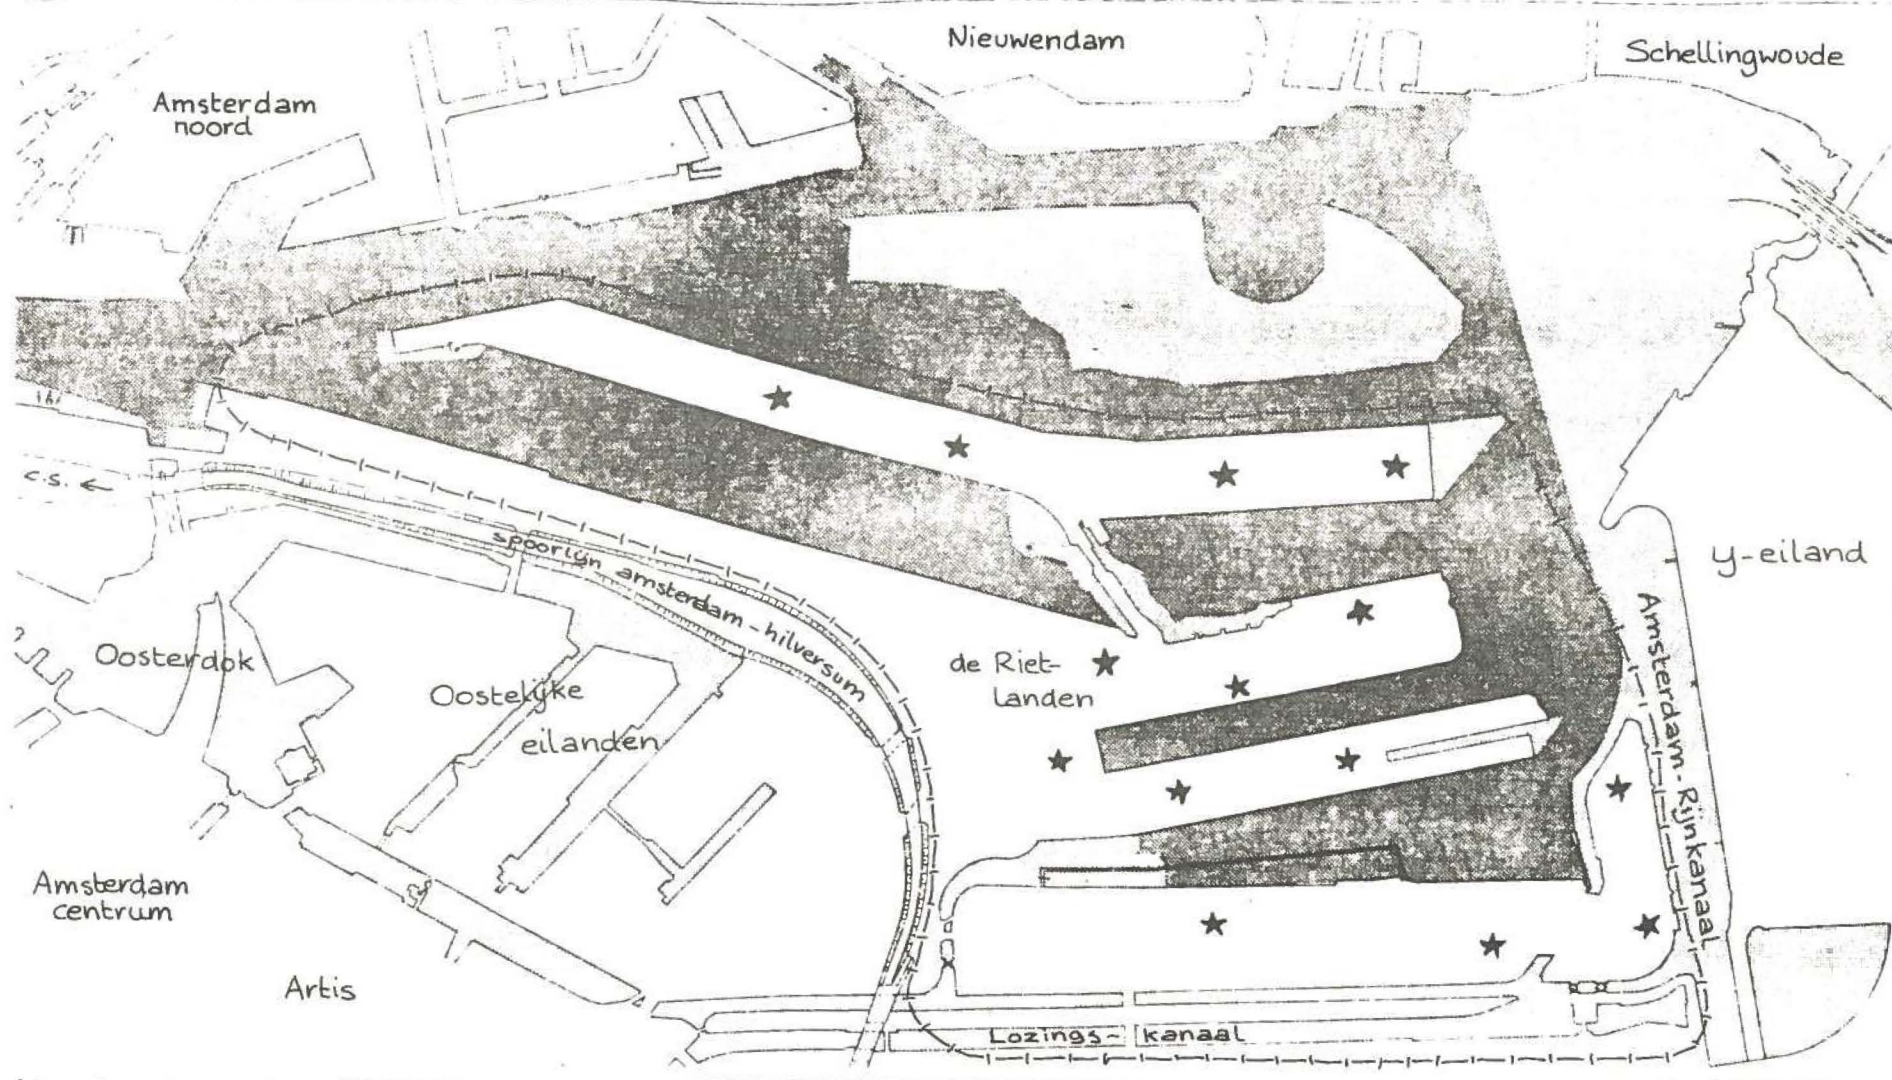 Nieuwendam
Schellingwoude
Amsterdam
noord
c.s. ←
spoorlijn amsterdam-hilversum
y-eiland
Oosterdok
Oostelijke
eilanden
de Riet-
landen
Amsterdam-Rijnkanaal
Amsterdam
centrum
Artis
Lozings-kanaal